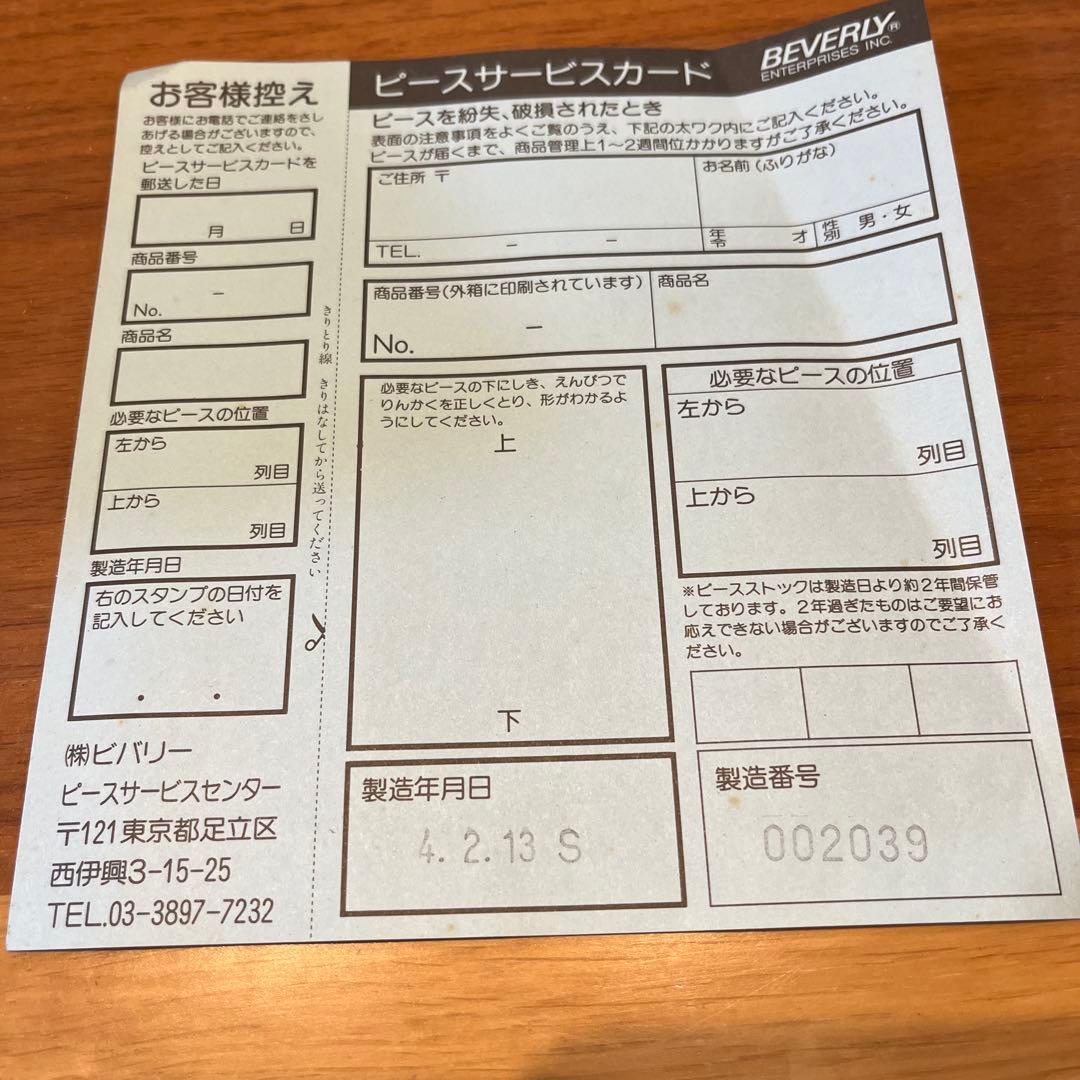 お客様控え
お客様にお電話でご連絡をさし
あげる場合がございますので、
控えとしてご記入ください。
ピースサービスカードを
郵送した日
月 日
商品番号
No. －
商品名
必要なピースの位置
左から
列目
上から
列目
製造年月日
右のスタンプの日付を
記入してください
・ ・
㈱ビバリー
ピースサービスセンター
〒121東京都足立区
西伊興3-15-25
TEL.03-3897-7232
きりとり線 きりはなしてから送ってください
ピースサービスカード
BEVERLY®
ENTERPRISES INC.
ピースを紛失、破損されたとき
表面の注意事項をよくご覧のうえ、下記の太ワク内にご記入ください。
ピースが届くまで、商品管理上1～2週間位かかりますがご了承ください。
ご住所 〒
お名前(ふりがな)
TEL. － －
年令 才
性別 男・女
商品番号(外箱に印刷されています)
No. －
商品名
必要なピースの下にしき、えんぴつで
りんかくを正しくとり、形がわかるよ
うにしてください。
上
下
必要なピースの位置
左から
列目
上から
列目
※ピースストックは製造日より約2年間保管
しております。2年過ぎたものはご要望にお
応えできない場合がございますのでご了承く
ださい。
製造年月日
4. 2. 13 S
製造番号
002039